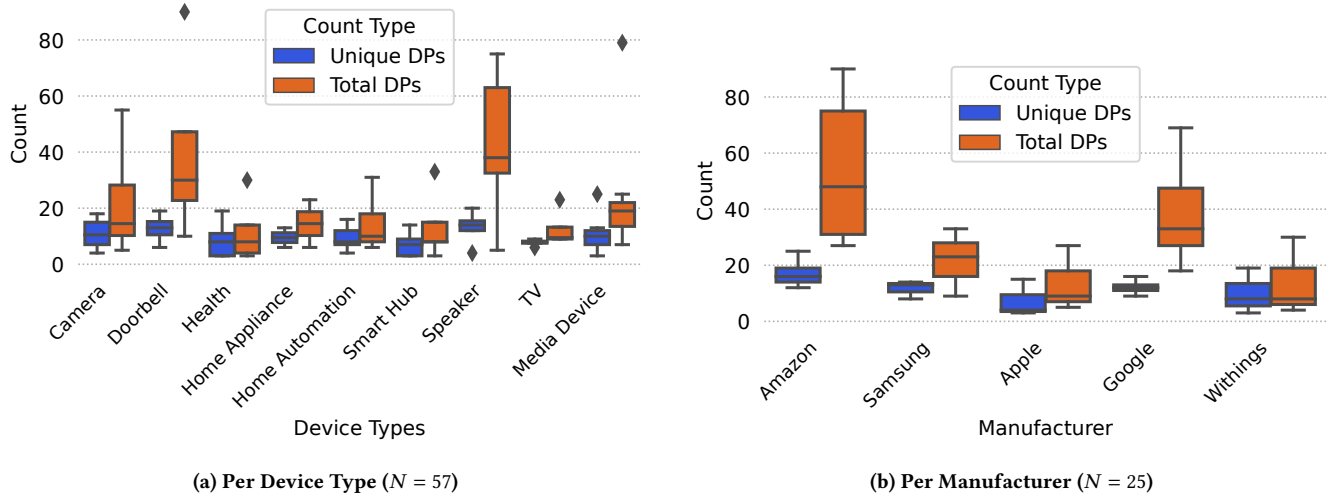 Count Type
Unique DPs
Total DPs
80
60
40
20
0
Count
Camera
Doorbell
Health
Home Appliance
Home Automation
Smart Hub
Speaker
TV
Media Device
Device Types
(a) Per Device Type (N = 57)
Count Type
Unique DPs
Total DPs
80
60
40
20
0
Count
Amazon
Samsung
Apple
Google
Withings
Manufacturer
(b) Per Manufacturer (N = 25)